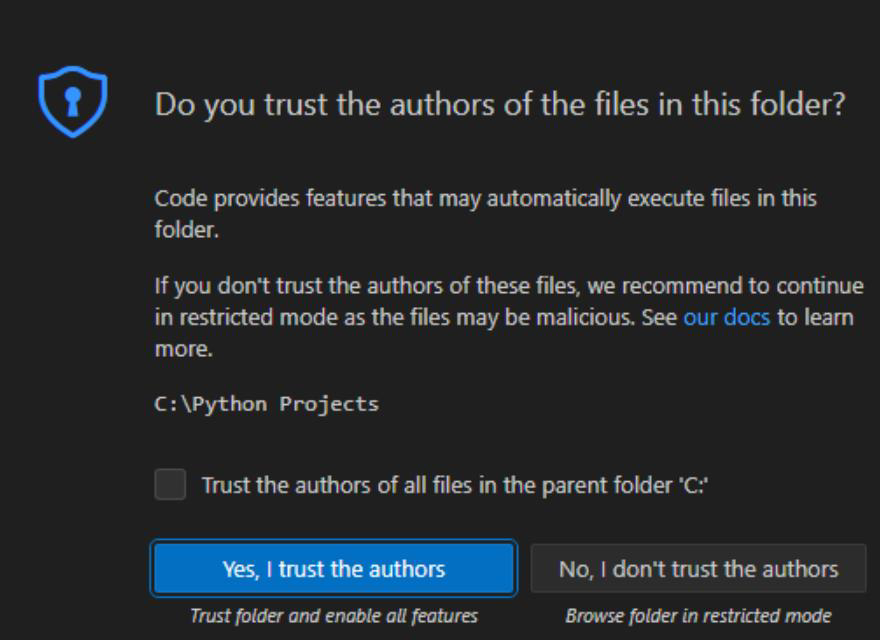 Do you trust the authors of the files in this folder?
Code provides features that may automatically execute files in this
folder.
If you don't trust the authors of these files, we recommend to continue
in restricted mode as the files may be malicious. See our docs to learn
more.
C:\Python Projects
Trust the authors of all files in the parent folder 'C:'
Yes, I trust the authors
No, I don't trust the authors
Trust folder and enable all features
Browse folder in restricted mode